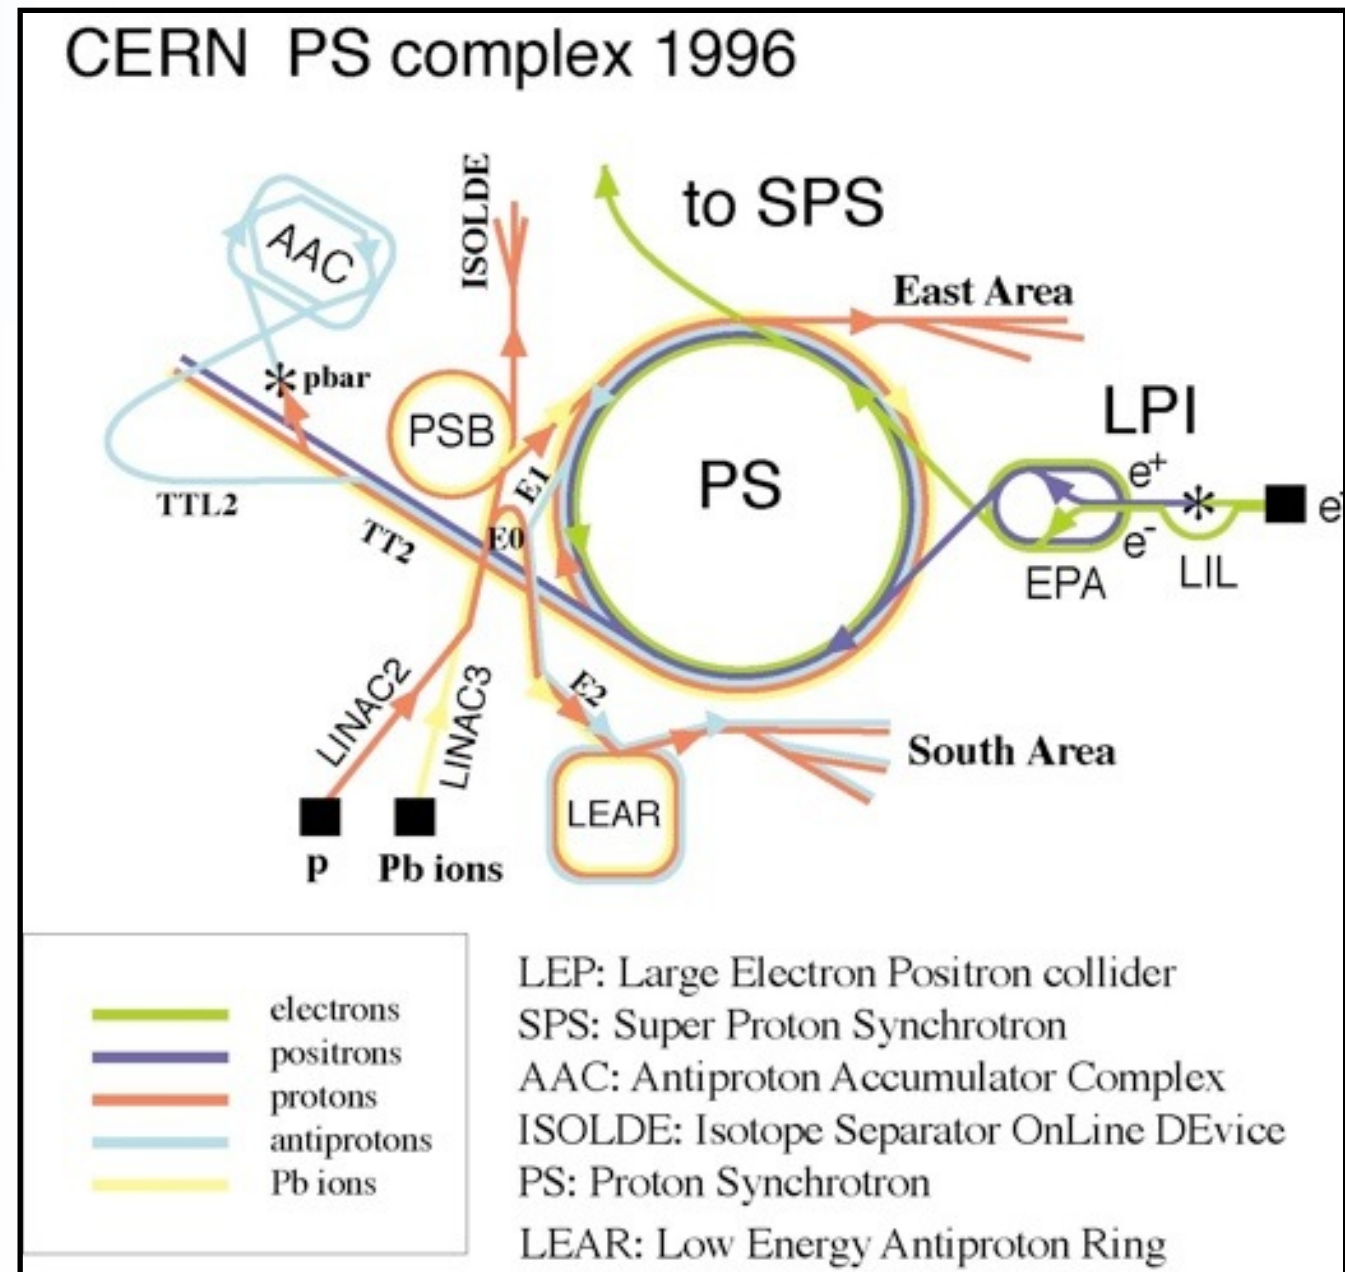 CERN PS complex 1996
ISOLDE
to SPS
AAC
East Area
pbar
PSB
LPI
E1
PS
e+
TTL2
e-
e-
TT2
E0
EPA
LIL
LINAC2
LINAC3
E2
South Area
LEAR
p
Pb ions
electrons
positrons
protons
antiprotons
Pb ions
LEP: Large Electron Positron collider
SPS: Super Proton Synchrotron
AAC: Antiproton Accumulator Complex
ISOLDE: Isotope Separator OnLine DEvice
PS: Proton Synchrotron
LEAR: Low Energy Antiproton Ring